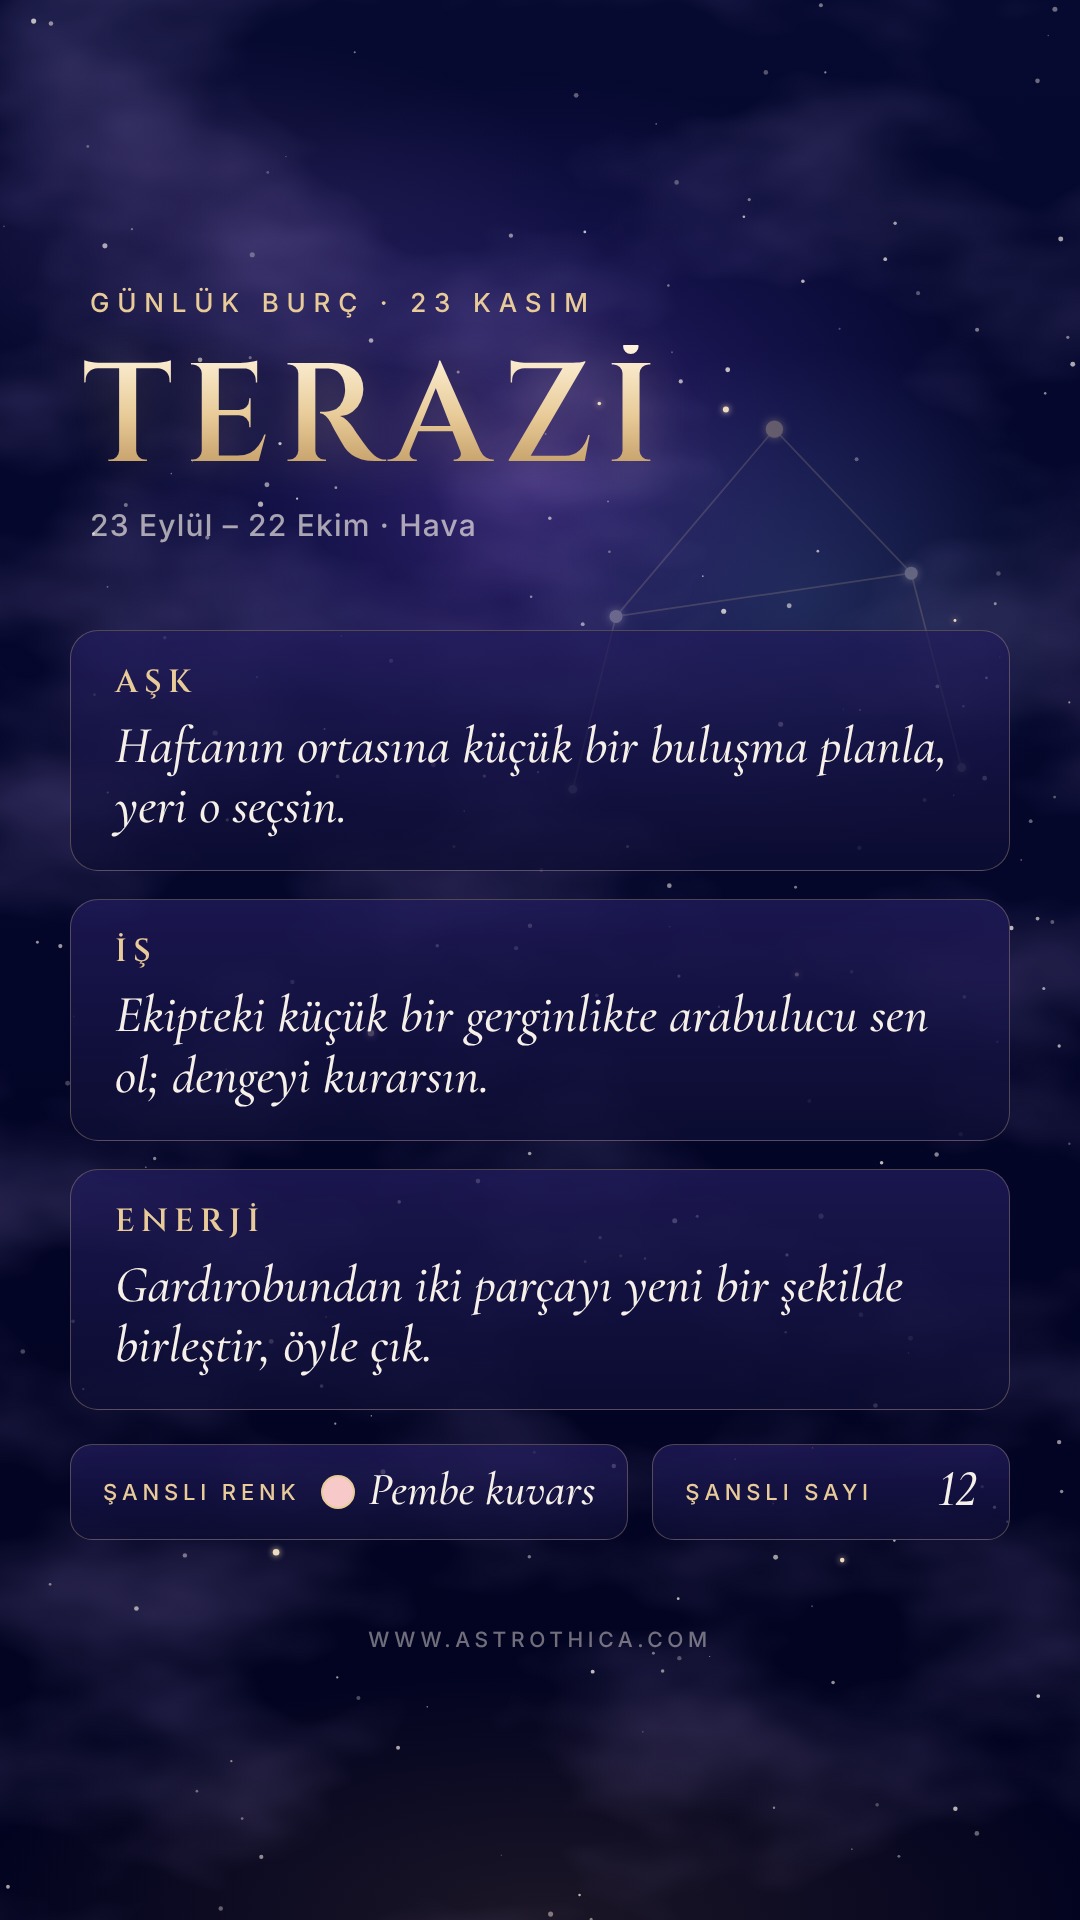 GÜNLÜK BURÇ · 23 KASIM
TERAZİ
23 Eylül – 22 Ekim · Hava
AŞK
Haftanın ortasına küçük bir buluşma planla,
yeri o seçsin.
İŞ
Ekipteki küçük bir gerginlikte arabulucu sen
ol; dengeyi kurarsın.
ENERJİ
Gardırobundan iki parçayı yeni bir şekilde
birleştir, öyle çık.
ŞANSLI RENK Pembe kuvars
ŞANSLI SAYI 12
WWW.ASTROTHICA.COM